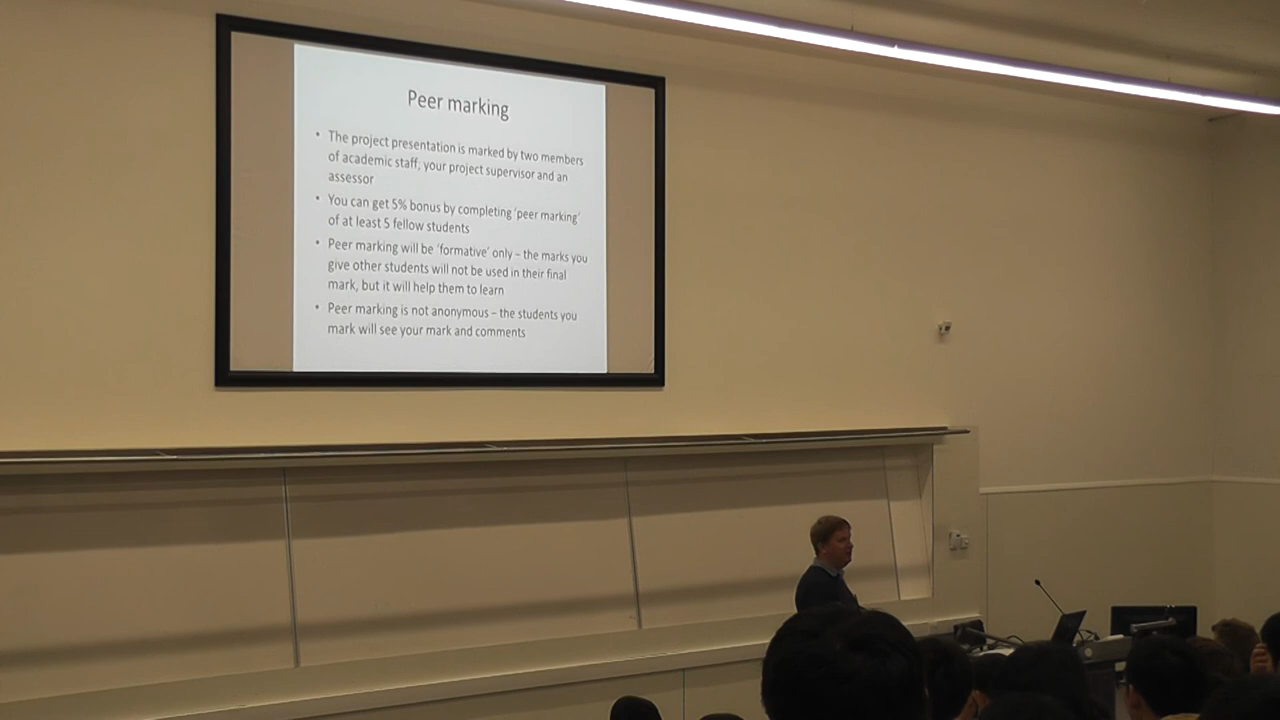 Peer marking
• The project presentation is marked by two members
of academic staff, your project supervisor and an
assessor
• You can get 5% bonus by completing 'peer marking'
of at least 5 fellow students
• Peer marking will be 'formative' only – the marks you
give other students will not be used in their final
mark, but it will help them to learn
• Peer marking is not anonymous – the students you
mark will see your mark and comments